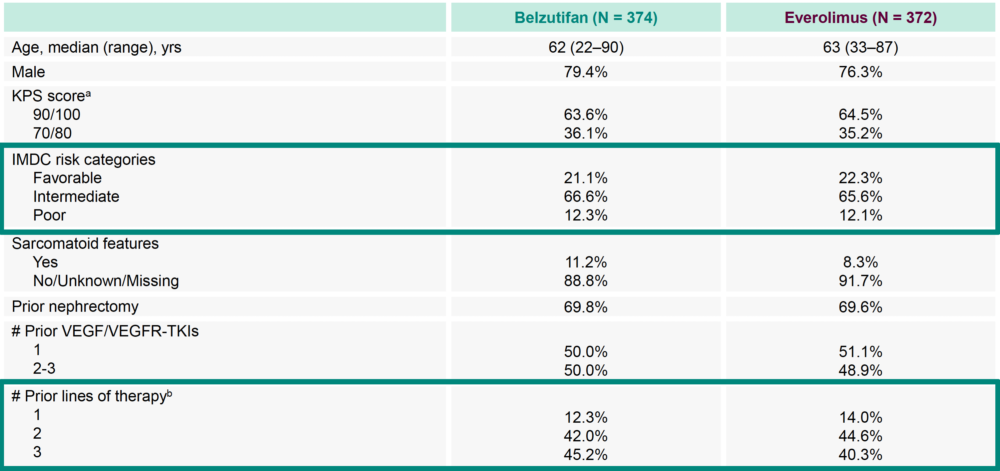 Belzutifan (N = 374) Everolimus (N = 372)
Age, median (range), yrs 62 (22–90) 63 (33–87)
Male 79.4% 76.3%
KPS scoreᵃ
90/100 63.6% 64.5%
70/80 36.1% 35.2%
IMDC risk categories
Favorable 21.1% 22.3%
Intermediate 66.6% 65.6%
Poor 12.3% 12.1%
Sarcomatoid features
Yes 11.2% 8.3%
No/Unknown/Missing 88.8% 91.7%
Prior nephrectomy 69.8% 69.6%
# Prior VEGF/VEGFR-TKIs
1 50.0% 51.1%
2-3 50.0% 48.9%
# Prior lines of therapyᵇ
1 12.3% 14.0%
2 42.0% 44.6%
3 45.2% 40.3%